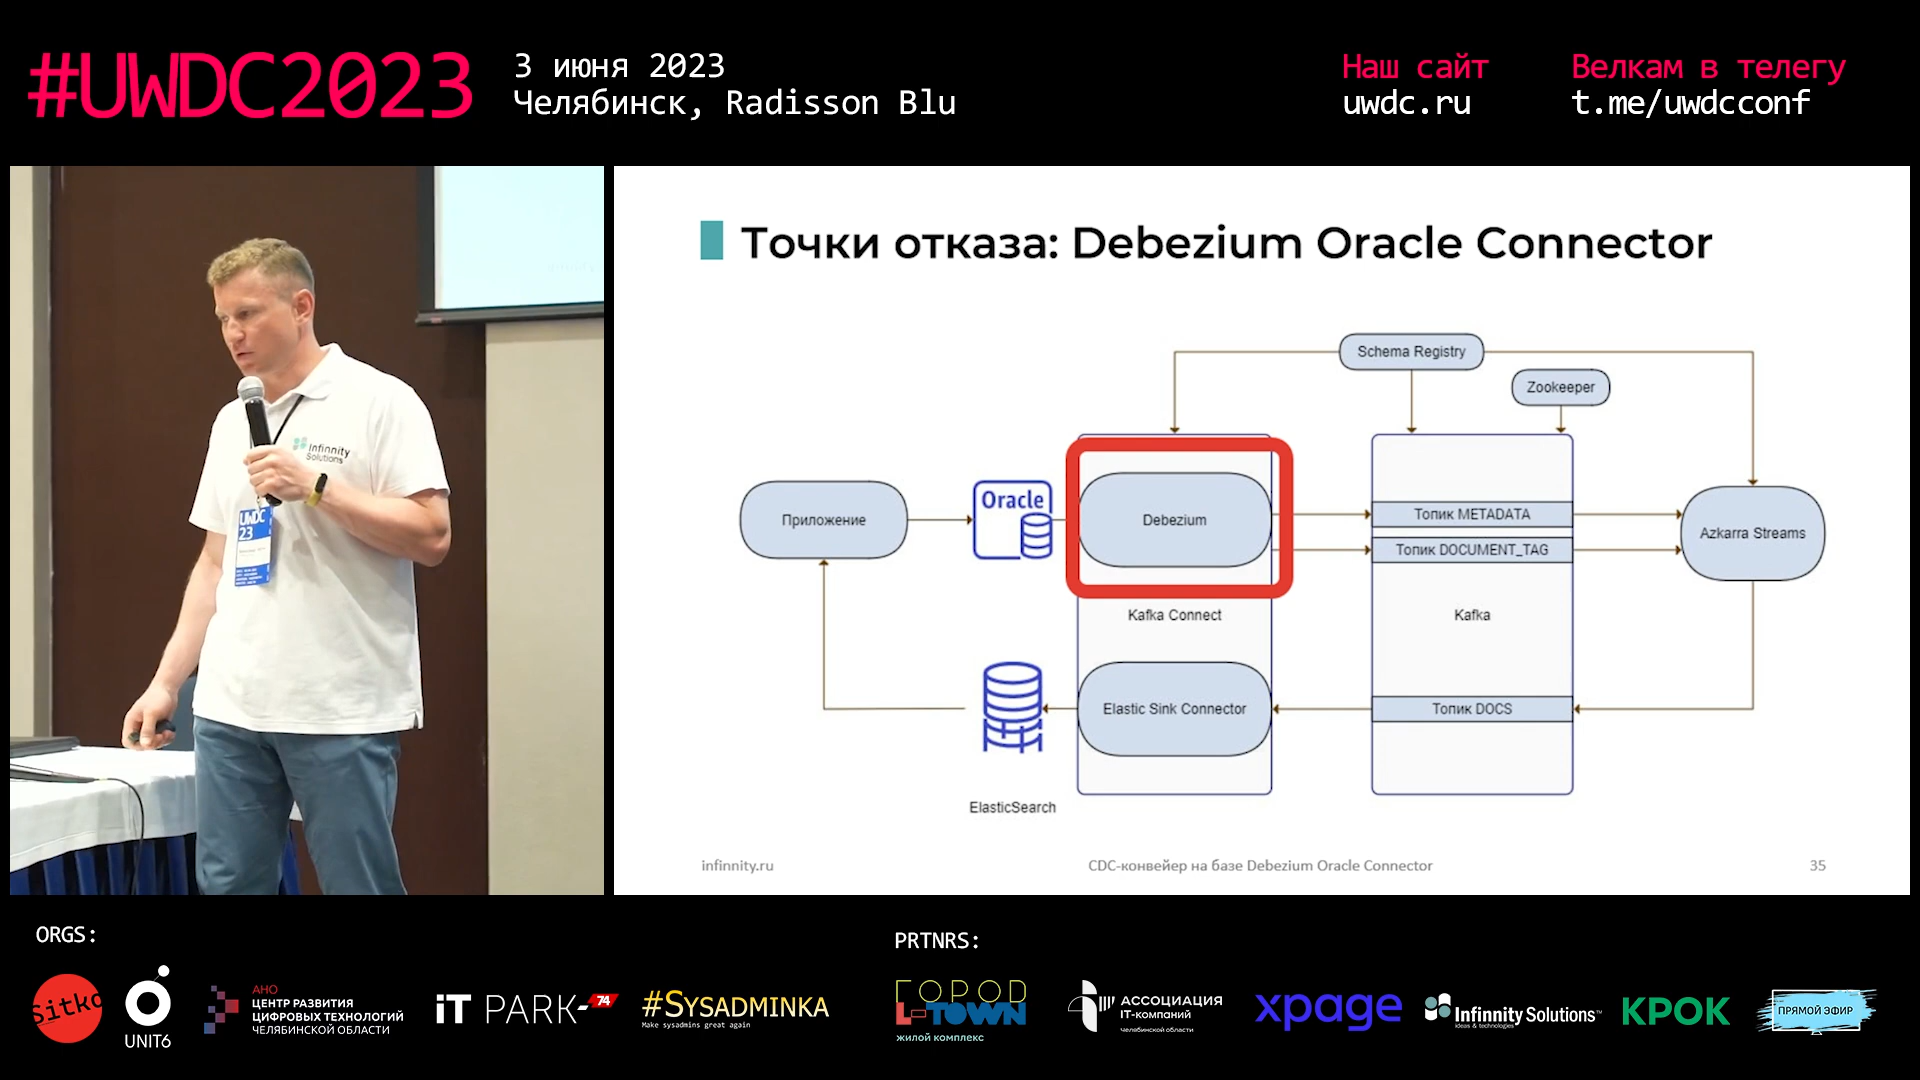 #UWDC2023
3 июня 2023
Челябинск, Radisson Blu
Наш сайт
uwdc.ru
Велкам в телегу
t.me/uwdcconf
Infinnity
Solutions
UWDC
23
Точки отказа: Debezium Oracle Connector
Schema Registry
Zookeeper
Приложение
Oracle
Debezium
Топик METADATA
Топик DOCUMENT_TAG
Azkarra Streams
Kafka Connect
Kafka
Elastic Sink Connector
Топик DOCS
ElasticSearch
infinnity.ru
CDC-конвейер на базе Debezium Oracle Connector
35
ORGS:
PRTNRS:
Sitko
UNIT6
АНО
ЦЕНТР РАЗВИТИЯ
ЦИФРОВЫХ ТЕХНОЛОГИЙ
ЧЕЛЯБИНСКОЙ ОБЛАСТИ
iT PARK 74
#SYSADMINKA
Make sysadmins great again
ГОРОД
L-TOWN
жилой комплекс
АССОЦИАЦИЯ
IT-компаний
Челябинской области
xpage
Infinnity Solutions™
ideas & technologies
КРОК
ПРЯМОЙ ЭФИР